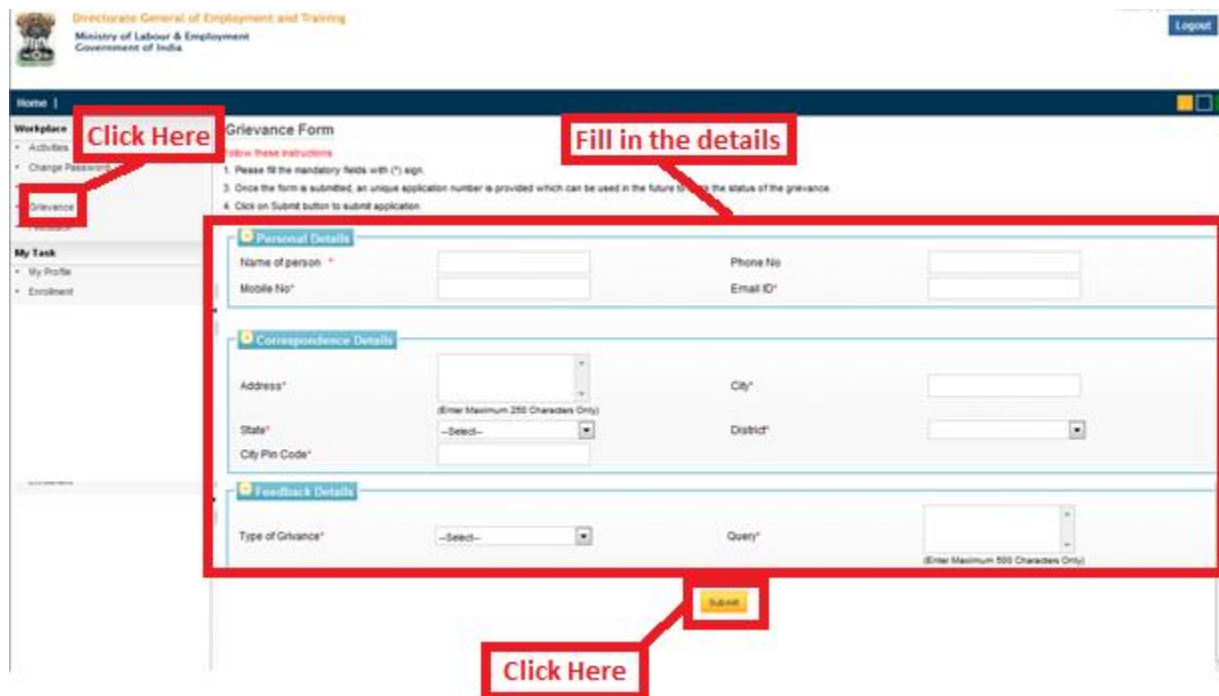 Directorate General of Employment and Training
Ministry of Labour & Employment
Government of India
Logout
Home |
Workplace
Activities
Change Password
Grievance
My Task
My Profile
Enrollment
Click Here
Grievance Form
Follow these instructions
1. Please fill the mandatory fields with (*) sign.
3. Once the form is submitted, an unique application number is provided which can be used in the future to the status of the grievance.
4. Click on Submit button to submit application
Fill in the details
Personal Details
Name of person *
Phone No
Mobile No*
Email ID*
Correspondence Details
Address*
(Enter Maximum 250 Characters Only)
City*
State*
--Select--
District*
City Pin Code*
Feedback Details
Type of Grivance*
--Select--
Query*
(Enter Maximum 500 Characters Only)
Submit
Click Here